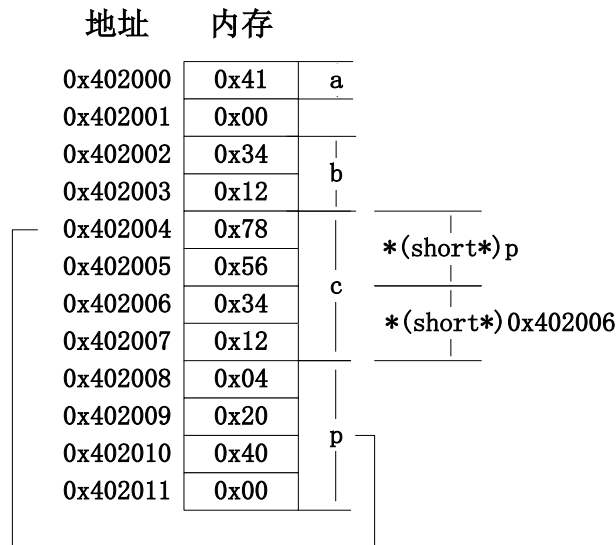 地址 内存
0x402000 0x41 a
0x402001 0x00
0x402002 0x34
b
0x402003 0x12
0x402004 0x78
*(short*)p
0x402005 0x56
c
0x402006 0x34
*(short*)0x402006
0x402007 0x12
0x402008 0x04
0x402009 0x20
p
0x402010 0x40
0x402011 0x00